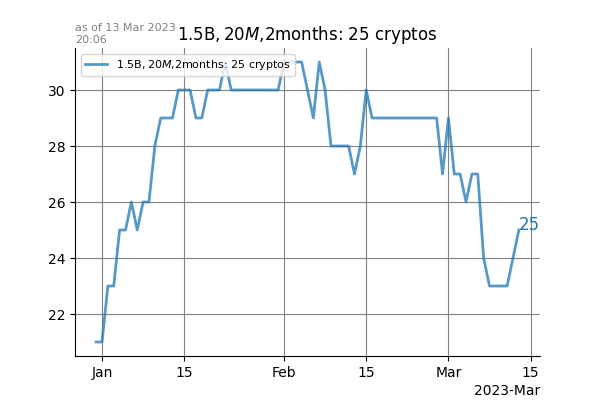 as of 13 Mar 2023
20:06
1.5B, 20M,2months: 25 cryptos
1.5B, 20M,2months: 25 cryptos
30
28
26
24
22
25
Jan
15
Feb
15
Mar
15
2023-Mar